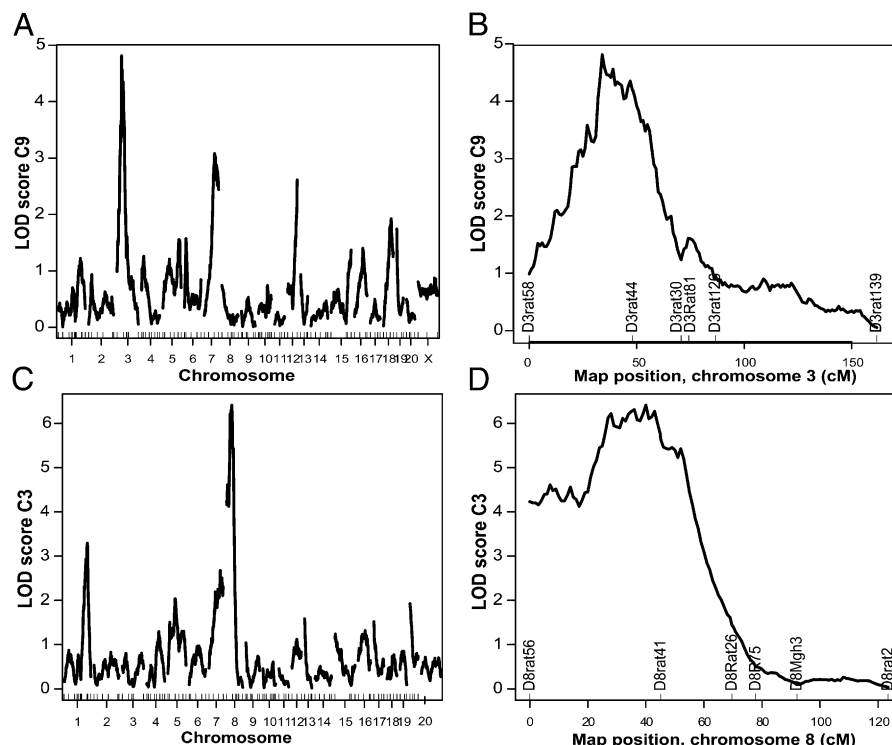 A
5
4
3
2
1
0
LOD score C9
1 2 3 4 5 6 7 8 9 10 11 12 13 14 15 16 17 18 19 20 X
Chromosome
B
5
4
3
2
1
0
LOD score C9
D3rat58 D3rat44 D3rat30 D3Rat81 D3rat126 D3rat139
0 50 100 150
Map position, chromosome 3 (cM)
C
6
5
4
3
2
1
0
LOD score C3
1 2 3 4 5 6 7 8 9 10 11 12 13 14 15 16 17 18 19 20
Chromosome
D
6
5
4
3
2
1
0
LOD score C3
D8rat56 D8rat41 D8Rat26 D8R75 D8Mgh3 D8rat2
0 20 40 60 80 100 120
Map position, chromosome 8 (cM)